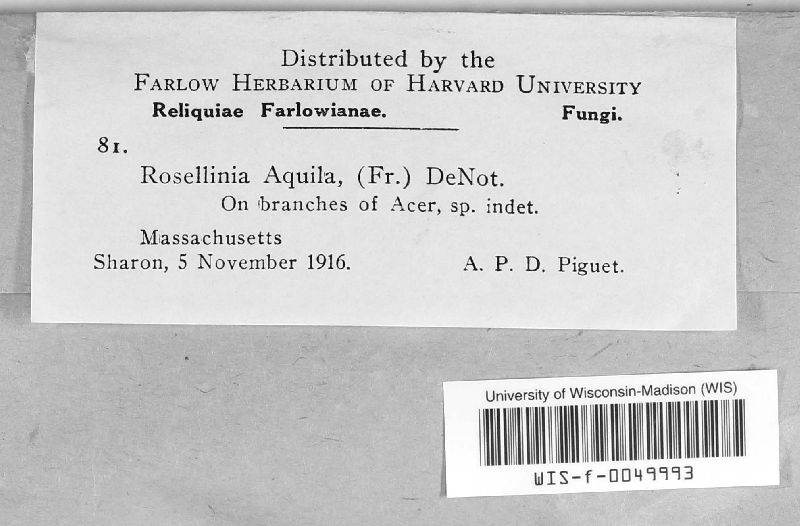 Distributed by the
Farlow Herbarium of Harvard University
Reliquiae Farlowianae. Fungi.
81.
Rosellinia Aquila, (Fr.) DeNot.
On branches of Acer, sp. indet.
Massachusetts
Sharon, 5 November 1916. A. P. D. Piguet.
University of Wisconsin-Madison (WIS)
WIS-f-0049993